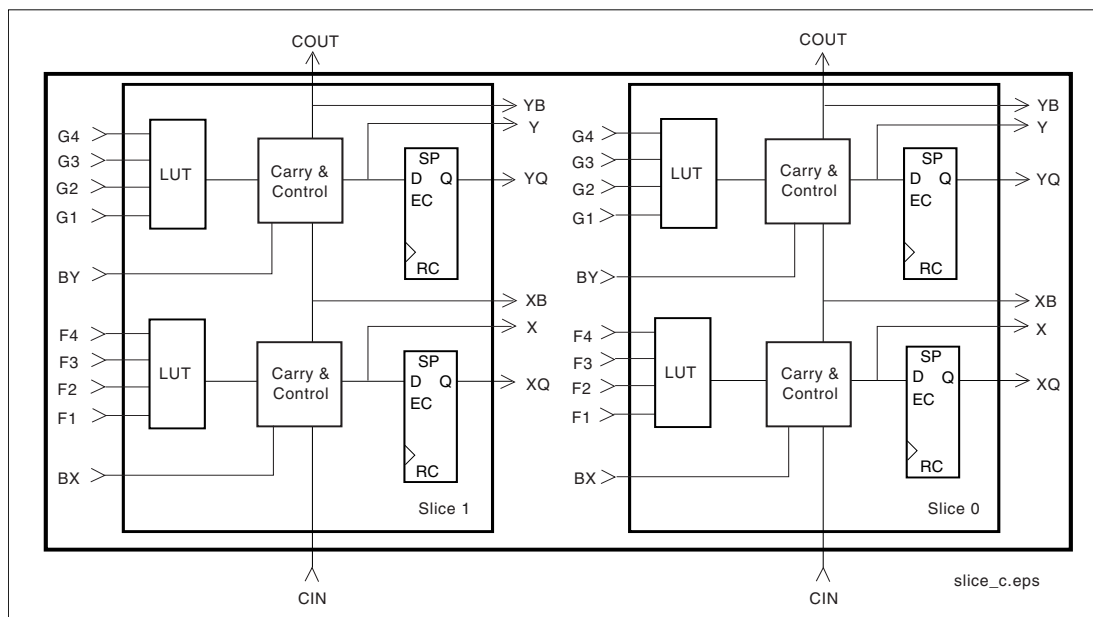 COUT
COUT
YB
Y
G4
G3
G2
G1
LUT
Carry &
Control
SP
D Q
EC
RC
YQ
BY
XB
X
F4
F3
F2
F1
LUT
Carry &
Control
SP
D Q
EC
RC
XQ
BX
Slice 1
CIN
YB
Y
G4
G3
G2
G1
LUT
Carry &
Control
SP
D Q
EC
RC
YQ
BY
XB
X
F4
F3
F2
F1
LUT
Carry &
Control
SP
D Q
EC
RC
XQ
BX
Slice 0
CIN
slice_c.eps